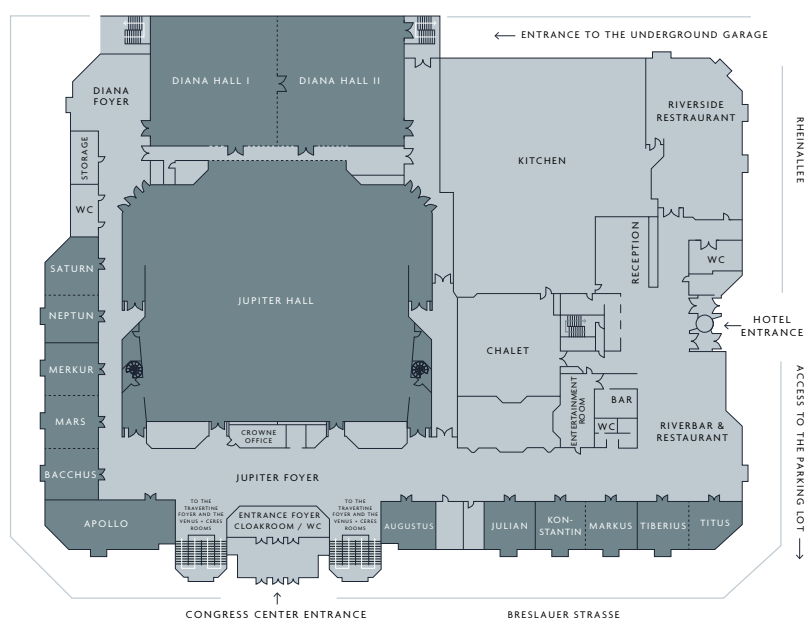 ENTRANCE TO THE UNDERGROUND GARAGE
DIANA HALL I
DIANA HALL II
DIANA
FOYER
RIVERSIDE
RESTRAURANT
RHEINALLEE
STORAGE
KITCHEN
WC
RECEPTION
WC
SATURN
NEPTUN
JUPITER HALL
HOTEL
ENTRANCE
MERKUR
CHALET
MARS
ENTERTAINMENT
ROOM
BAR
WC
RIVERBAR &
RESTAURANT
ACCESS TO THE PARKING LOT
CROWNE
OFFICE
BACCHUS
JUPITER FOYER
TO THE
TRAVERTINE
FOYER AND THE
VENUS + CERES
ROOMS
TO THE
TRAVERTINE
FOYER AND THE
VENUS + CERES
ROOMS
APOLLO
ENTRANCE FOYER
CLOAKROOM / WC
AUGUSTUS
JULIAN
KON-
STANTIN
MARKUS
TIBERIUS
TITUS
CONGRESS CENTER ENTRANCE
BRESLAUER STRASSE